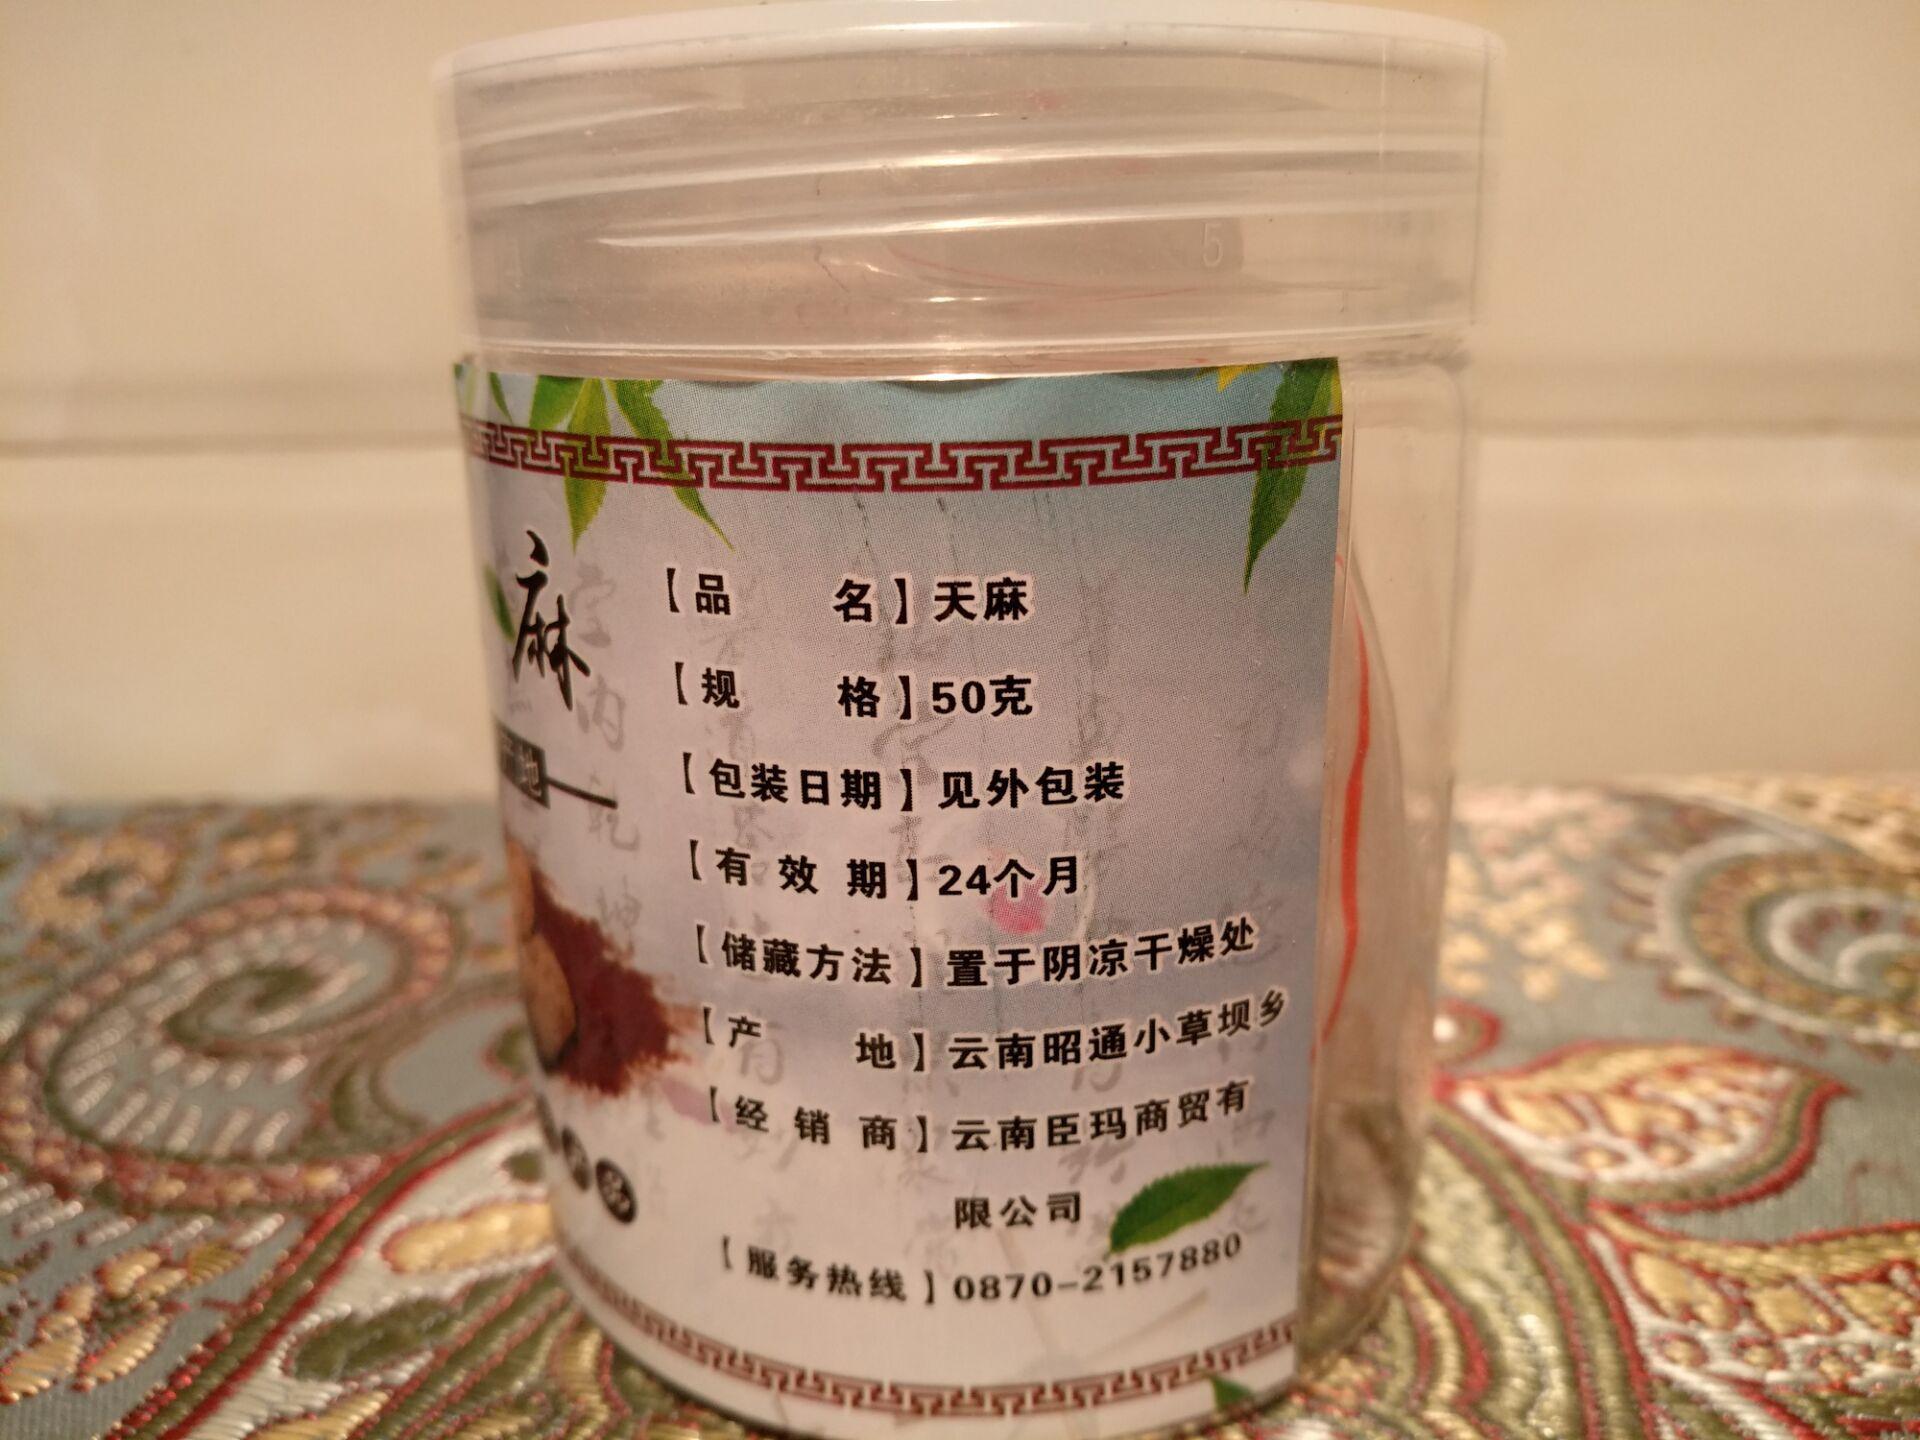 麻
产地
【品名】天麻
【规格】50克
【包装日期】见外包装
【有效期】24个月
【储藏方法】置于阴凉干燥处
【产地】云南昭通小草坝乡
【经销商】云南臣玛商贸有
限公司
【服务热线】0870-2157880
5